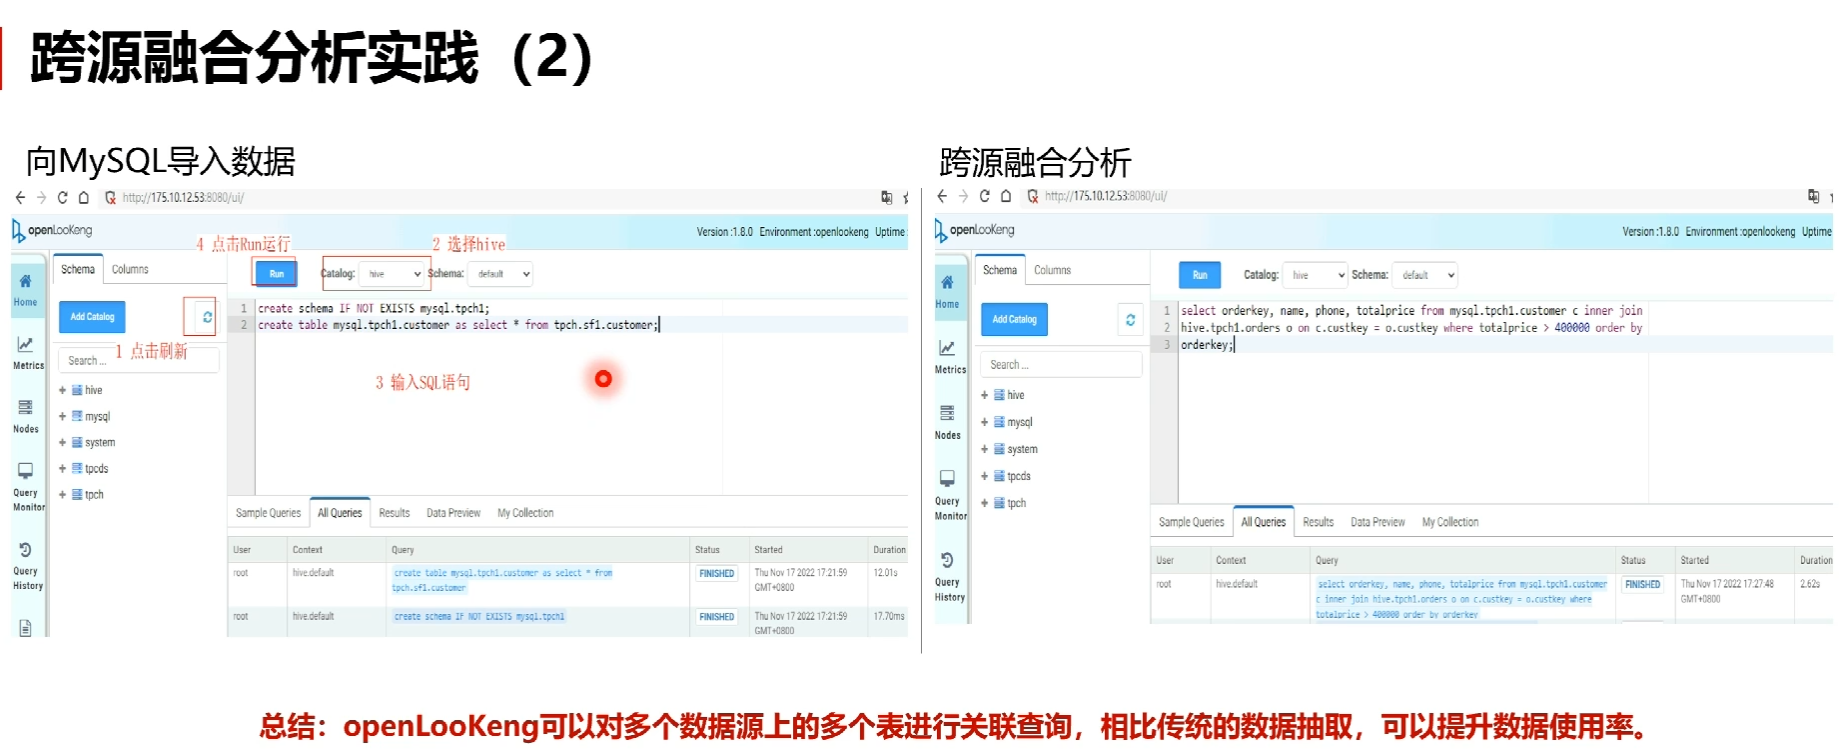 跨源融合分析实践（2）
向MySQL导入数据
http://175.10.12.53:8080/ui/
openLooKeng
Version :1.8.0 Environment :openlookeng Uptime
4 点击Run运行
2 选择hive
Schema
Columns
Run
Catalog: hive Schema: default
Add Catalog
1 点击刷新
Search ...
1 create schema IF NOT EXISTS mysql.tpch1;
2 create table mysql.tpch1.customer as select * from tpch.sf1.customer;
3 输入SQL语句
Home
Metrics
Nodes
Query
Monitor
Query
History
+ hive
+ mysql
+ system
+ tpcds
+ tpch
Sample Queries All Queries Results Data Preview My Collection
User Context Query Status Started Duration
root hive.default create table mysql.tpch1.customer as select * from FINISHED Thu Nov 17 2022 17:21:59 12.01s
tpch.sf1.customer GMT+0800
root hive.default create schema IF NOT EXISTS mysql.tpch1 FINISHED Thu Nov 17 2022 17:21:59 17.70ms
GMT+0800
跨源融合分析
http://175.10.12.53:8080/ui/
openLooKeng
Version :1.8.0 Environment :openlookeng Uptime
Schema
Columns
Run
Catalog: hive Schema: default
Add Catalog
Search ...
1 select orderkey, name, phone, totalprice from mysql.tpch1.customer c inner join
2 hive.tpch1.orders o on c.custkey = o.custkey where totalprice > 400000 order by
3 orderkey;
Home
Metrics
Nodes
Query
Monitor
Query
History
+ hive
+ mysql
+ system
+ tpcds
+ tpch
Sample Queries All Queries Results Data Preview My Collection
User Context Query Status Started Duration
root hive.default select orderkey, name, phone, totalprice from mysql.tpch1.customer FINISHED Thu Nov 17 2022 17:27:48 2.62s
c inner join hive.tpch1.orders o on c.custkey = o.custkey where GMT+0800
totalprice > 400000 order by orderkey
总结：openLooKeng可以对多个数据源上的多个表进行关联查询，相比传统的数据抽取，可以提升数据使用率。